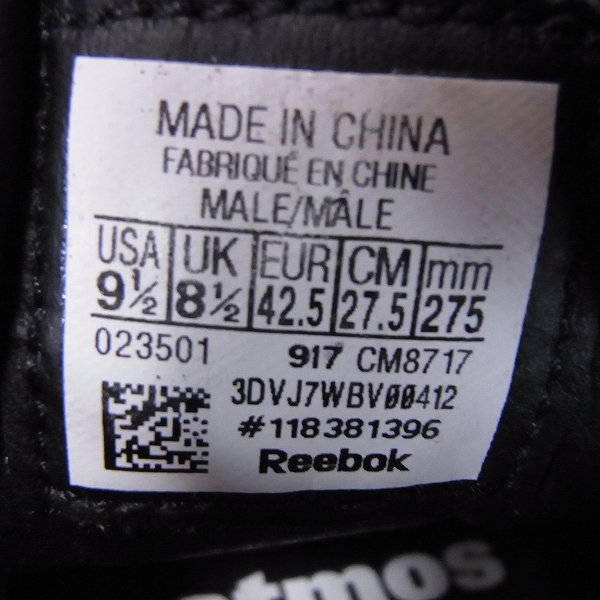 MADE IN CHINA
FABRIQUÉ EN CHINE
MALE/MÂLE
USA UK EUR CM mm
9½ 8½ 42.5 27.5 275
023501 917 CM8717
3DVJ7WBV00412
#118381396
Reebok
atmos